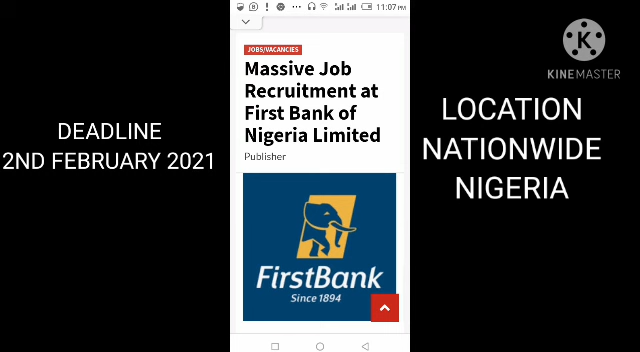 11:07PM
JOBS/VACANCIES
Massive Job
Recruitment at
First Bank of
Nigeria Limited
Publisher
FirstBank
Since 1894
DEADLINE
2ND FEBRUARY 2021
K
KINEMASTER
LOCATION
NATIONWIDE
NIGERIA